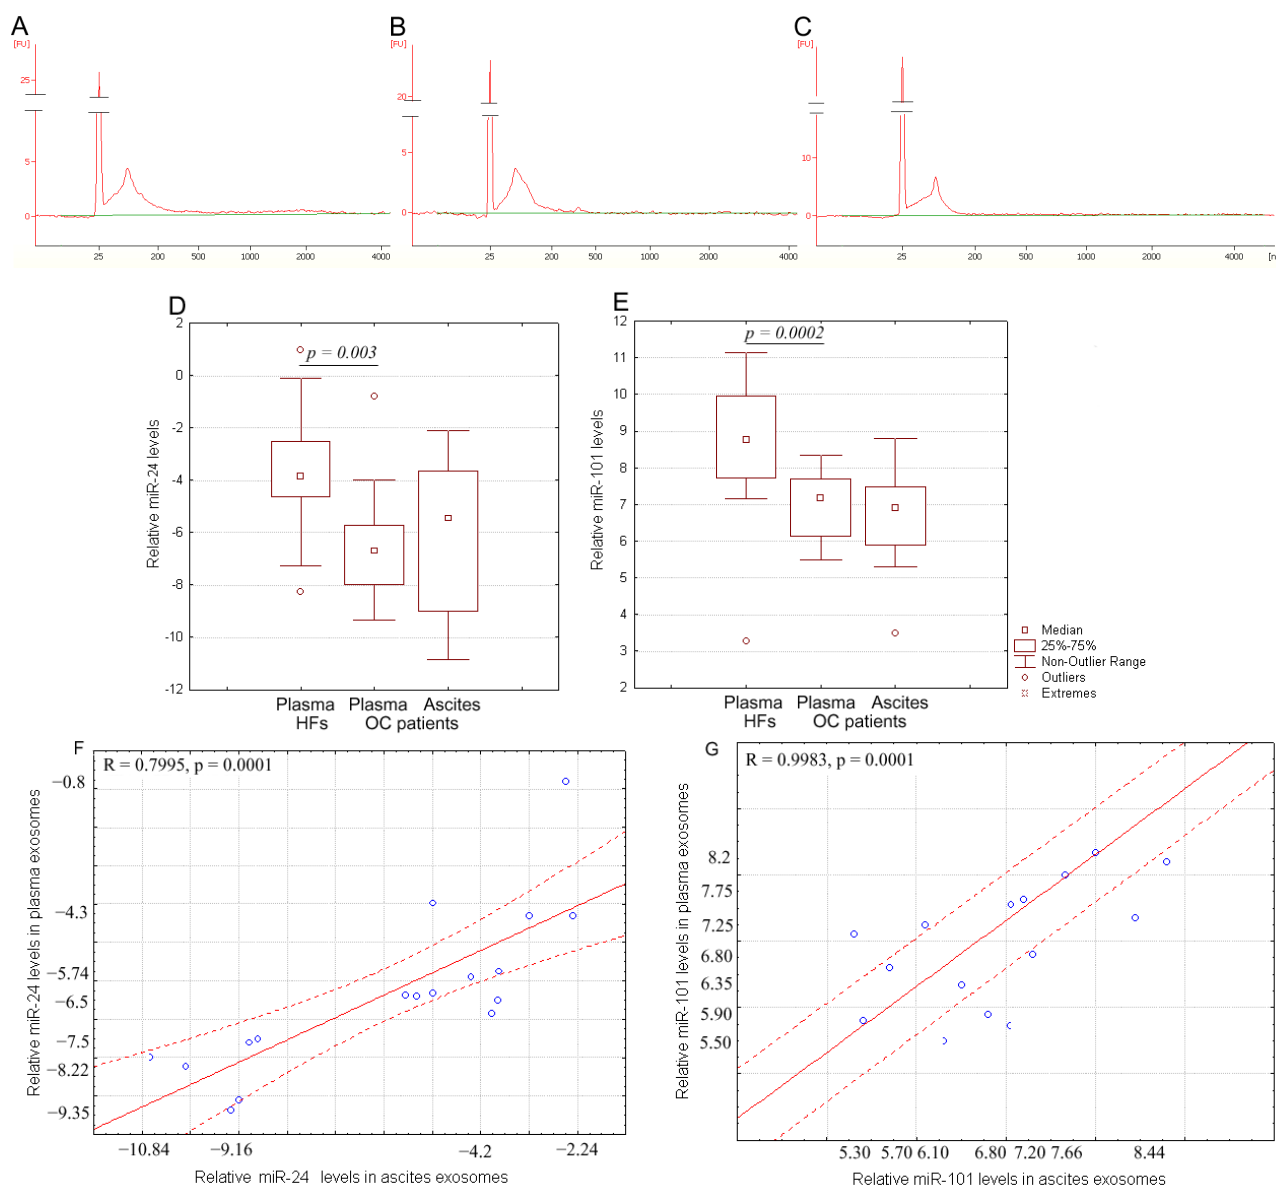 A
[FU]
25
5
0
25 200 500 1000 2000 4000
B
[FU]
20
5
0
25 200 500 1000 2000 4000
C
[FU]
10
0
25 200 500 1000 2000 4000 [n
D
2
0
-2
-4
-6
-8
-10
-12
Relative miR-24 levels
p = 0.003
Plasma Plasma Ascites
HFs OC patients
E
12
11
10
9
8
7
6
5
4
3
2
Relative miR-101 levels
p = 0.0002
Plasma Plasma Ascites
HFs OC patients
Median
25%-75%
Non-Outlier Range
Outliers
Extremes
F
R = 0.7995, p = 0.0001
−0.8
−4.3
−5.74
−6.5
−7.5
−8.22
−9.35
Relative miR-24 levels in plasma exosomes
−10.84 −9.16 −4.2 −2.24
Relative miR-24 levels in ascites exosomes
G
R = 0.9983, p = 0.0001
8.2
7.75
7.25
6.80
6.35
5.90
5.50
Relative miR-101 levels in plasma exosomes
5.30 5.70 6.10 6.80 7.20 7.66 8.44
Relative miR-101 levels in ascites exosomes